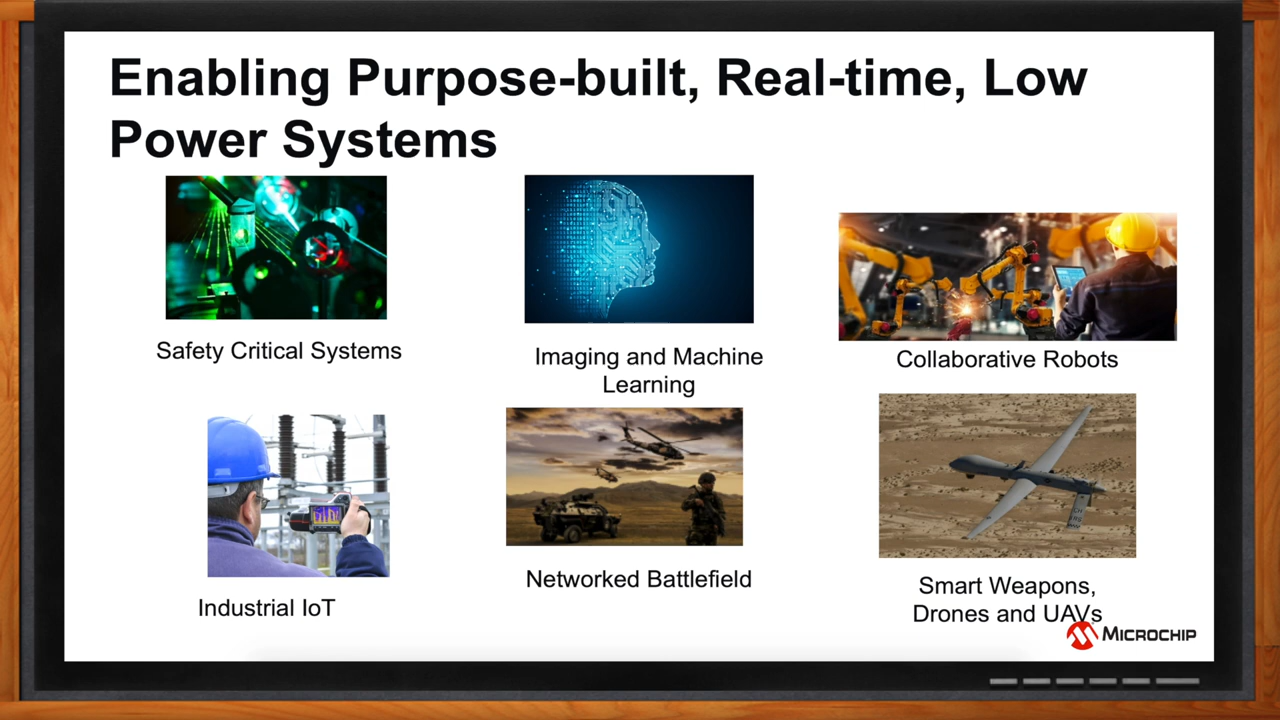 Enabling Purpose-built, Real-time, Low
Power Systems
Safety Critical Systems
Imaging and Machine
Learning
Collaborative Robots
Industrial IoT
Networked Battlefield
Smart Weapons,
Drones and UAVs
MICROCHIP